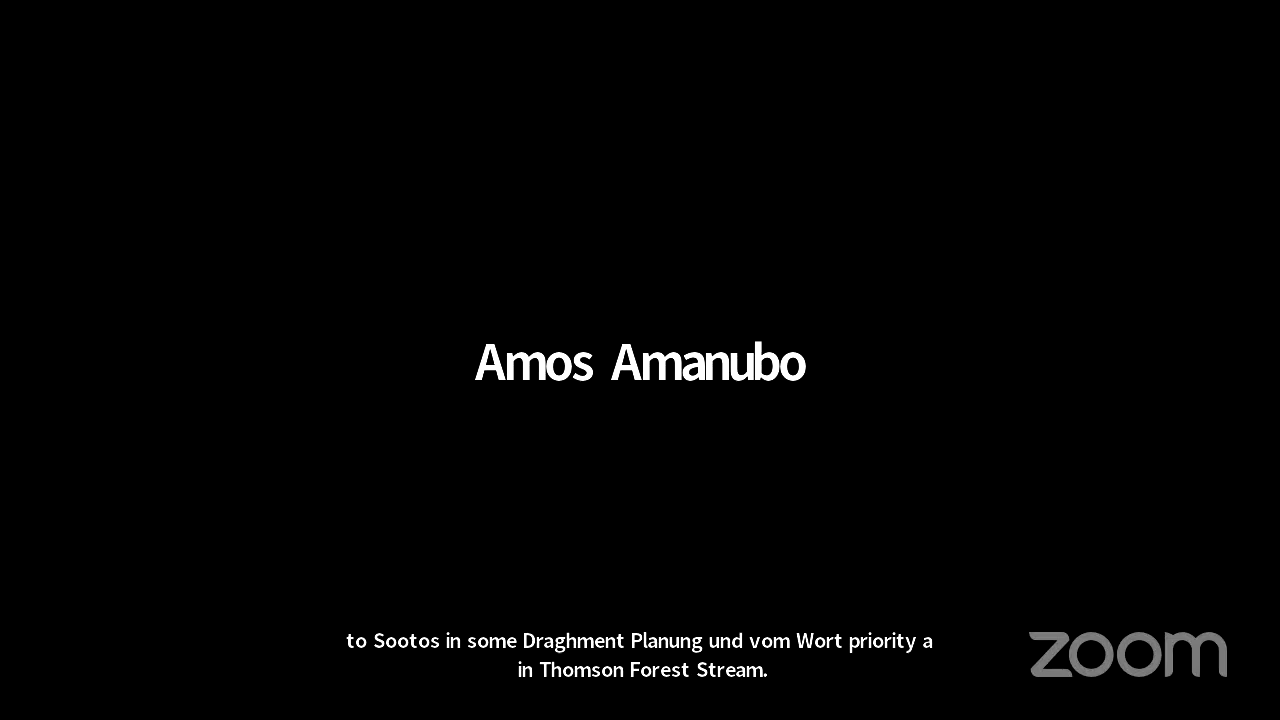 Amos Amanubo
to Sootos in some Draghment Planung und vom Wort priority a
in Thomson Forest Stream.
zoom